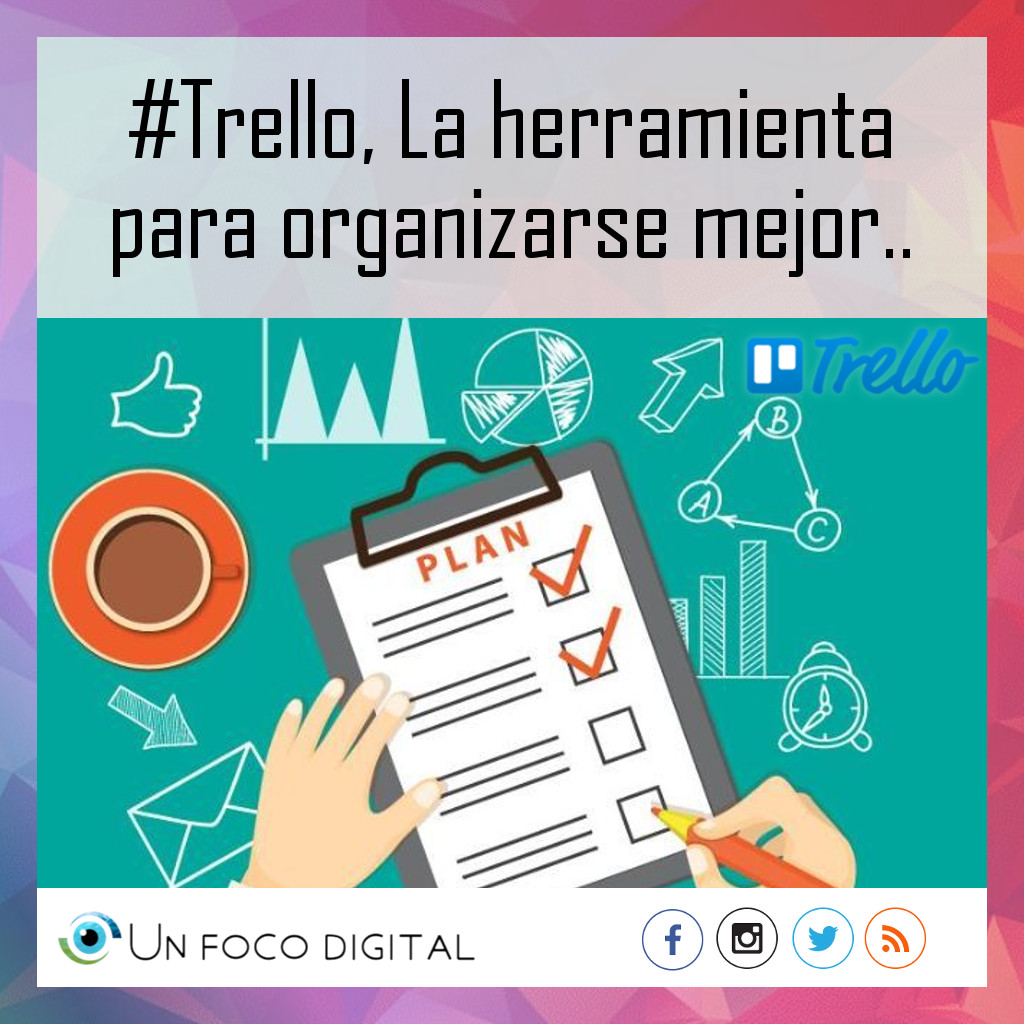 #Trello, La herramienta
para organizarse mejor..
Trello
B
A
C
PLAN
UN FOCO DIGITAL